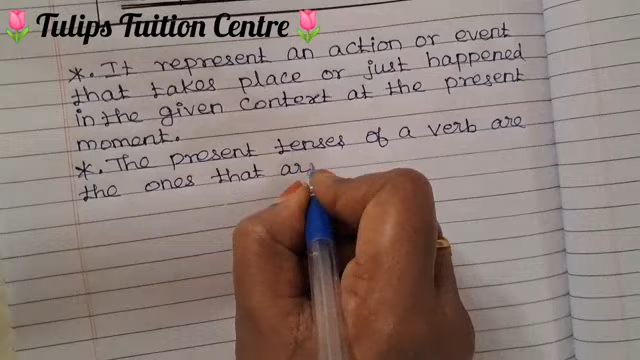 🌷Tulips Tuition Centre🌷
*. It represent an action or event
that takes place or just happened
in the given context at the present
moment.
*. The present tenses of a verb are
the ones that ar